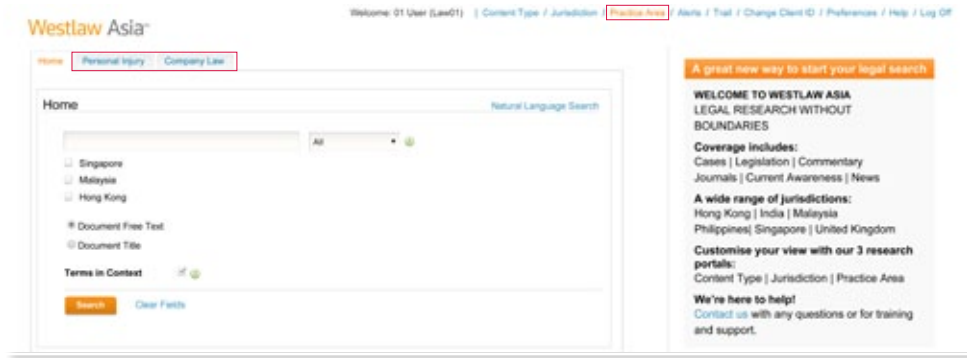 Welcome: 01 User (Law01) | Content Type / Jurisdiction / Practice Area / Alerts / Trail / Change Client ID / Preferences / Help / Log Off
Westlaw Asia
Home Personal Injury Company Law
Home Natural Language Search
All
Singapore
Malaysia
Hong Kong
Document Free Text
Document Title
Terms in Context
Search Clear Fields
A great new way to start your legal search
WELCOME TO WESTLAW ASIA
LEGAL RESEARCH WITHOUT
BOUNDARIES
Coverage includes:
Cases | Legislation | Commentary
Journals | Current Awareness | News
A wide range of jurisdictions:
Hong Kong | India | Malaysia
Philippines| Singapore | United Kingdom
Customise your view with our 3 research
portals:
Content Type | Jurisdiction | Practice Area
We're here to help!
Contact us with any questions or for training
and support.